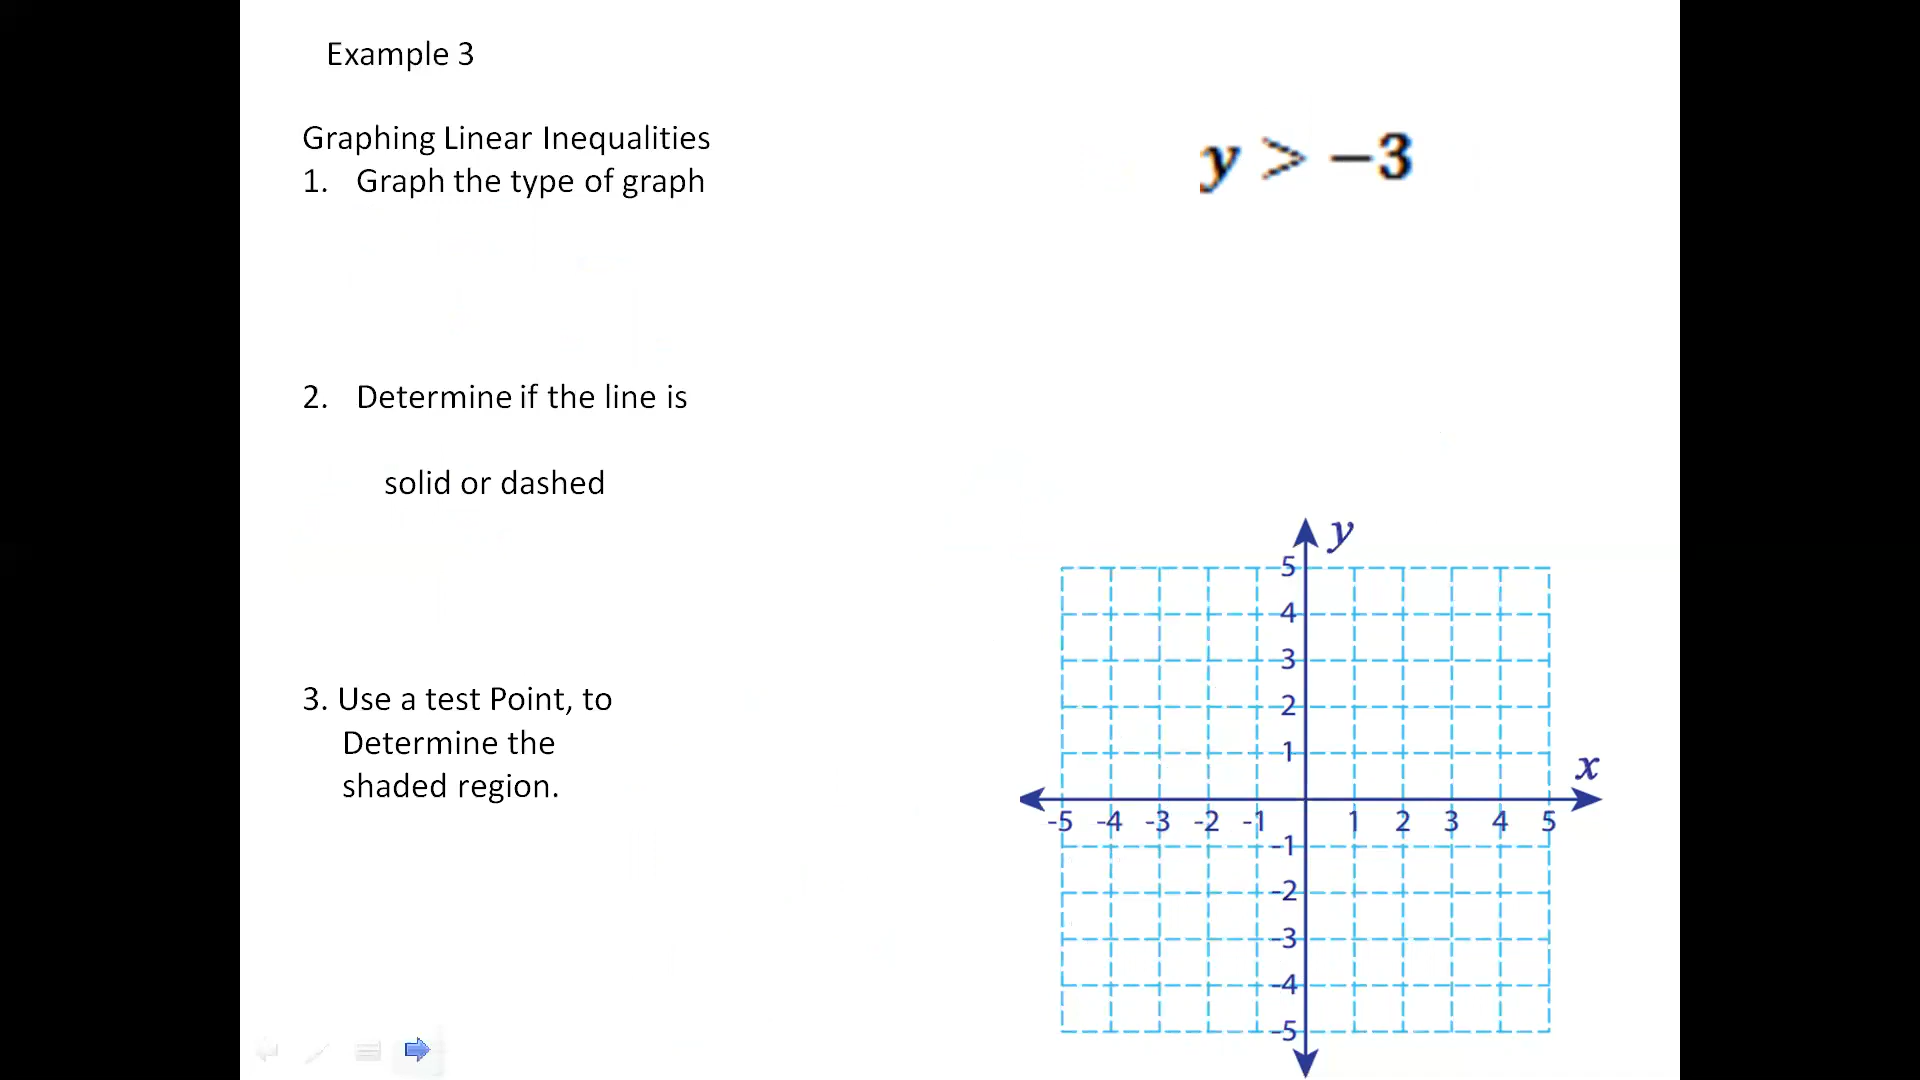 Example 3
Graphing Linear Inequalities
1. Graph the type of graph
y > −3
2. Determine if the line is
solid or dashed
3. Use a test Point, to
Determine the
shaded region.
y
5
4
3
2
1
x
-5 -4 -3 -2 -1 1 2 3 4 5
-1
-2
-3
-4
-5